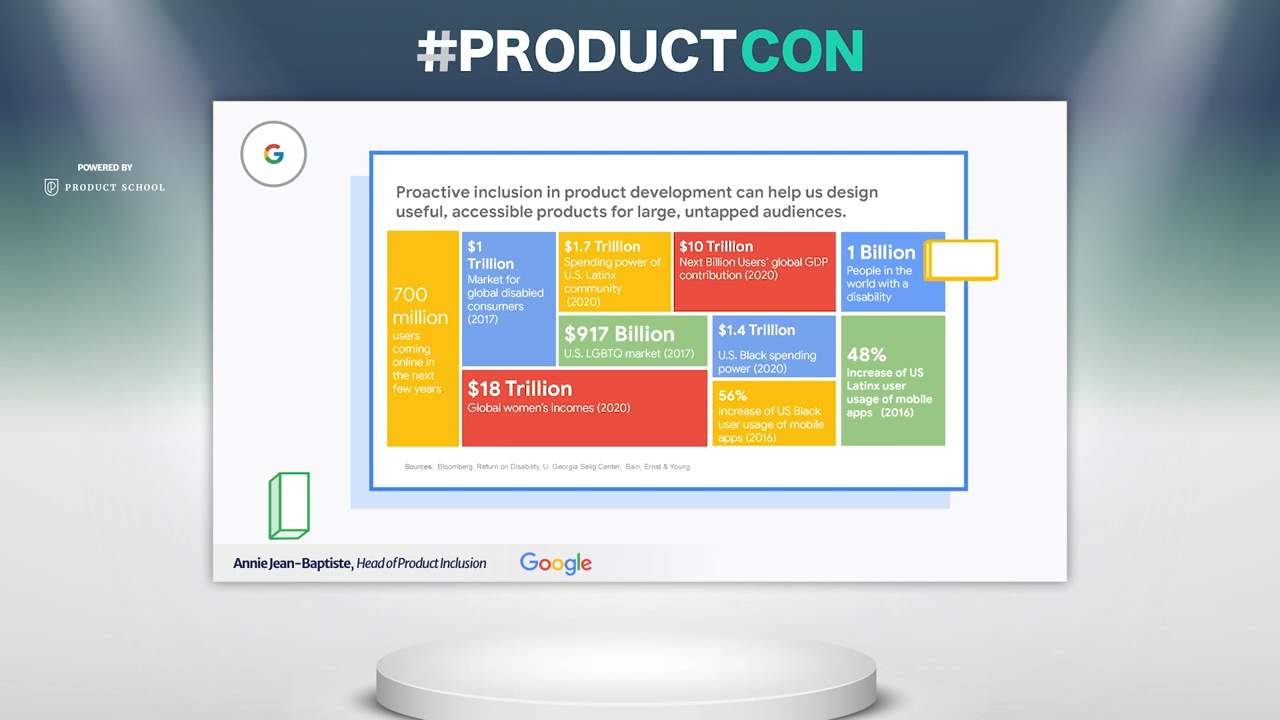 #PRODUCTCON
POWERED BY
PRODUCT SCHOOL
G
Proactive inclusion in product development can help us design
useful, accessible products for large, untapped audiences.
700
million
users
coming
online in
the next
few years
$1
Trillion
Market for
global disabled
consumers
(2017)
$1.7 Trillion
Spending power of
U.S. Latinx
community
(2020)
$10 Trillion
Next Billion Users' global GDP
contribution (2020)
1 Billion
People in the
world with a
disability
$917 Billion
U.S. LGBTQ market (2017)
$1.4 Trillion
U.S. Black spending
power (2020)
48%
Increase of US
Latinx user
usage of mobile
apps (2016)
$18 Trillion
Global women's incomes (2020)
56%
Increase of US Black
user usage of mobile
apps (2016)
Sources: Bloomberg, Return on Disability, U. Georgia Selig Center, Bain, Ernst & Young
Annie Jean-Baptiste, Head of Product Inclusion
Google